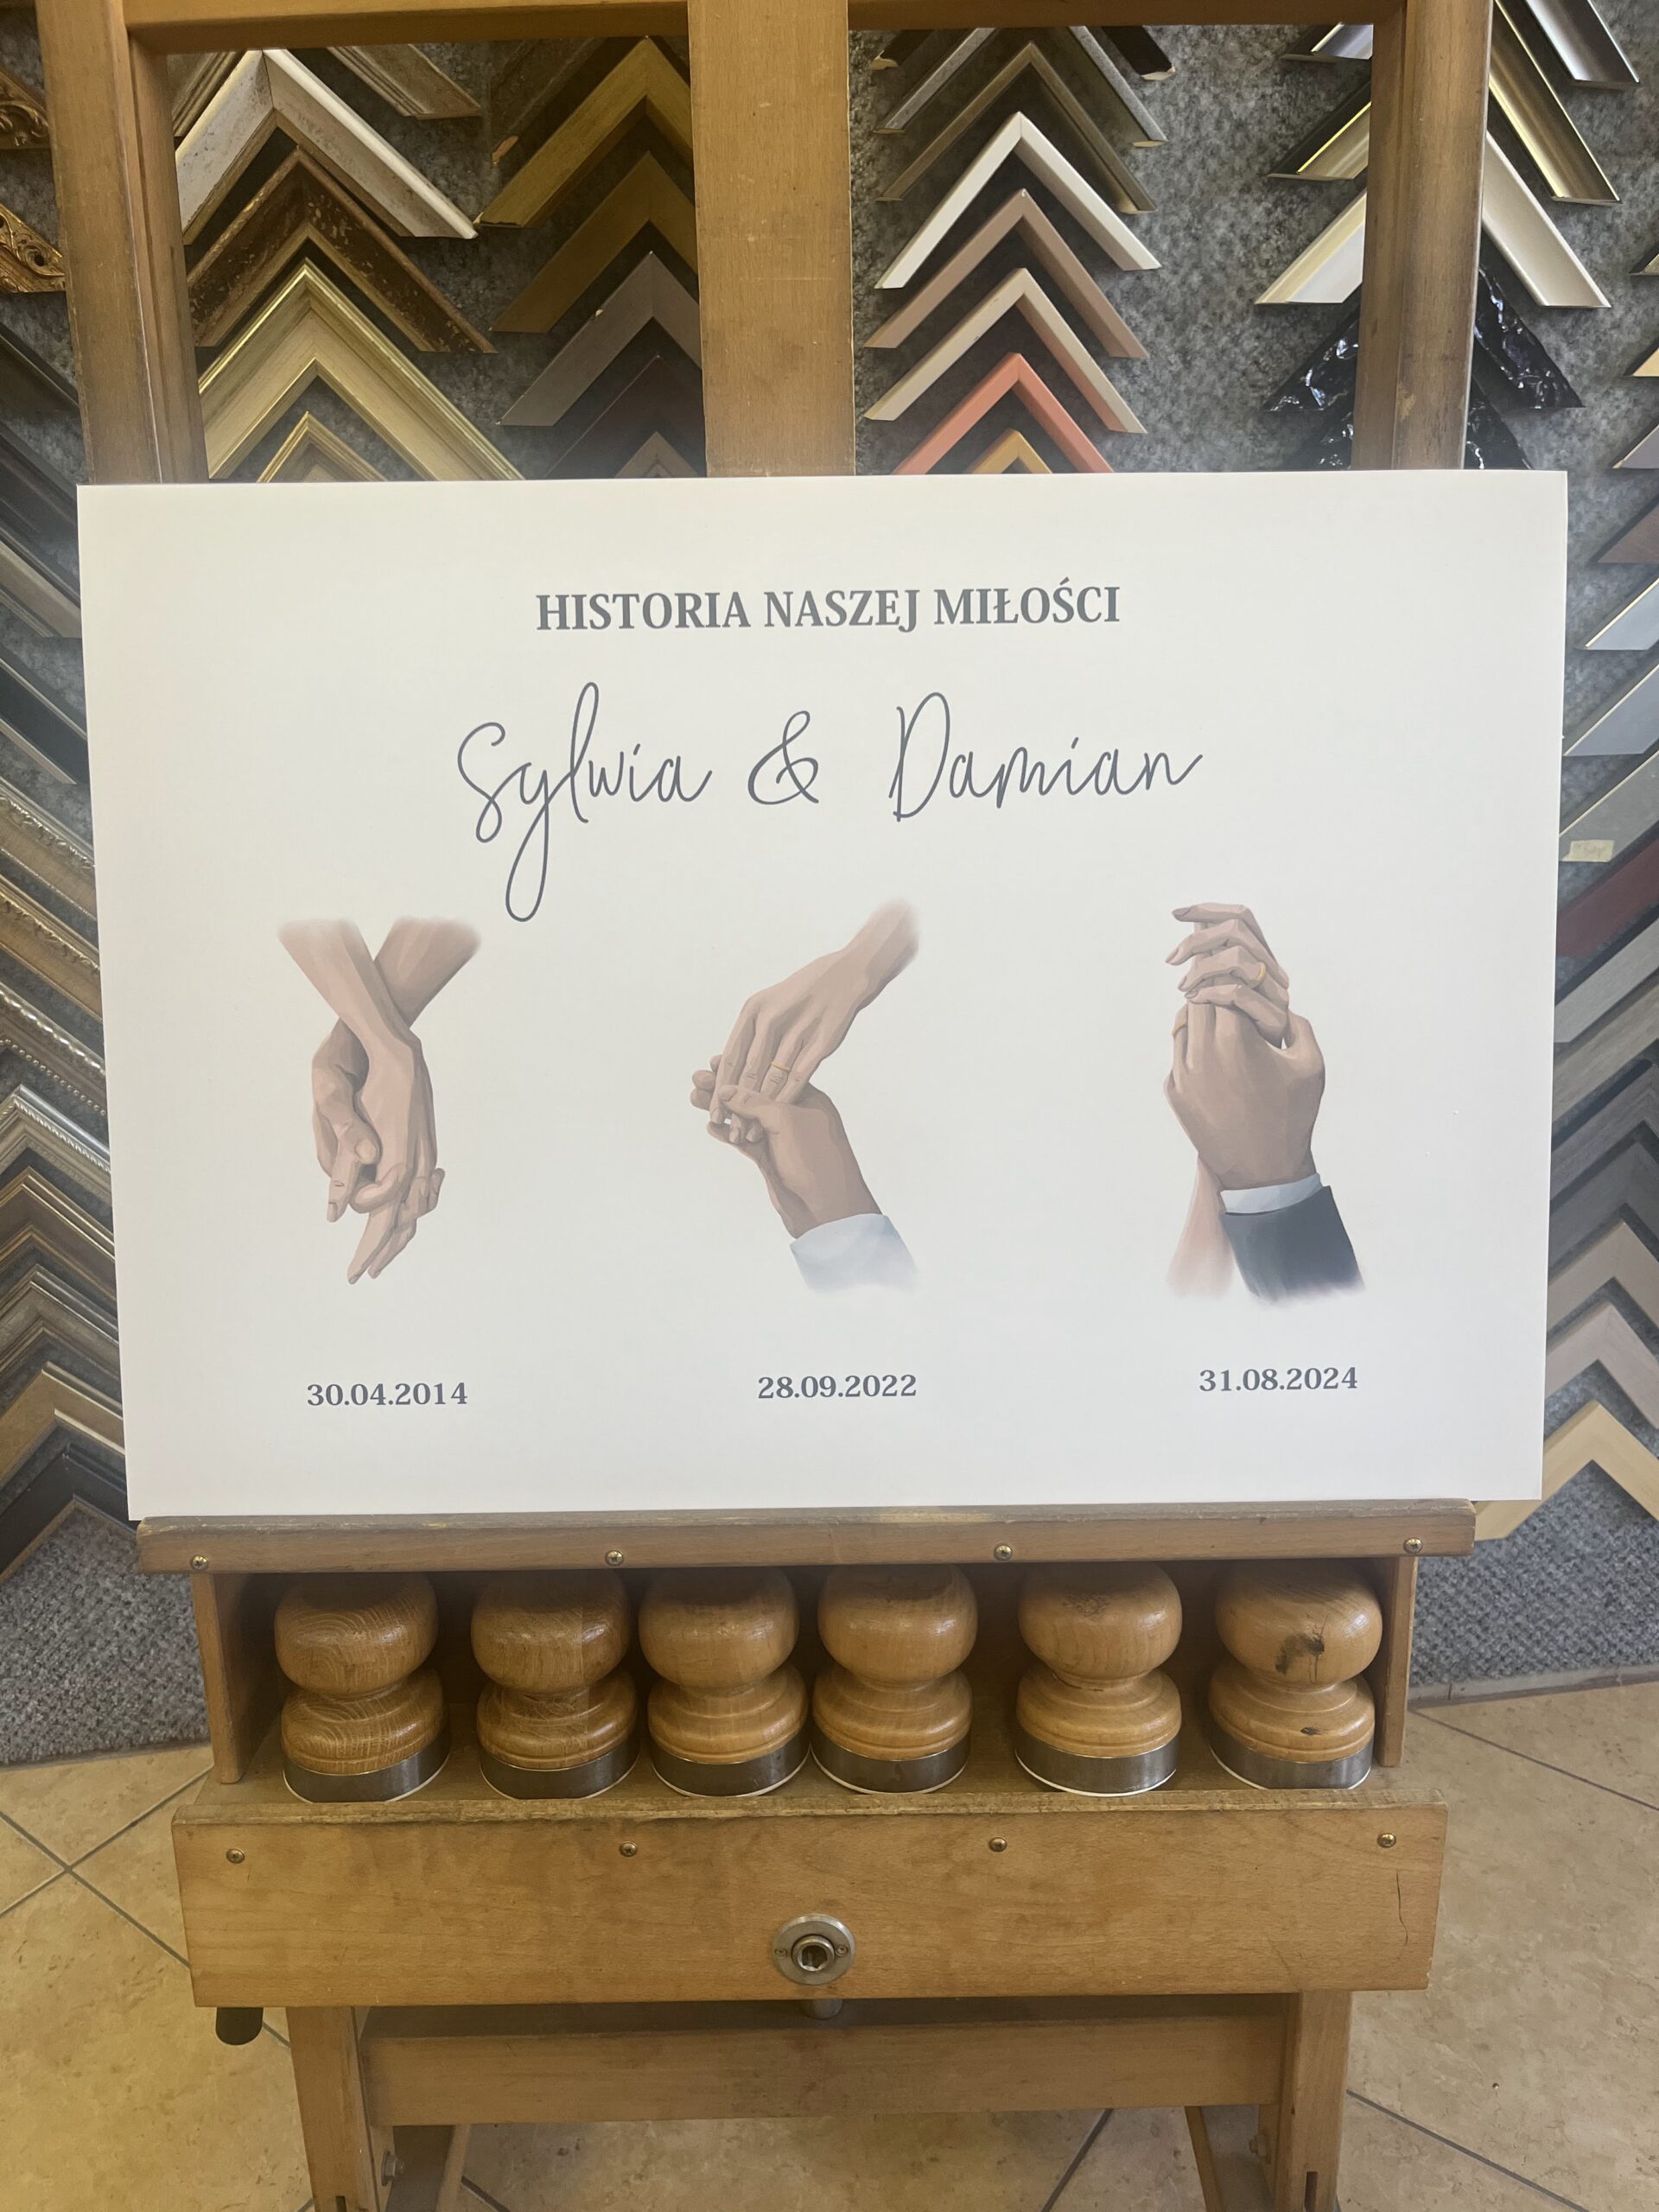 HISTORIA NASZEJ MIŁOŚCI
Sylwia & Damian
30.04.2014 28.09.2022 31.08.2024